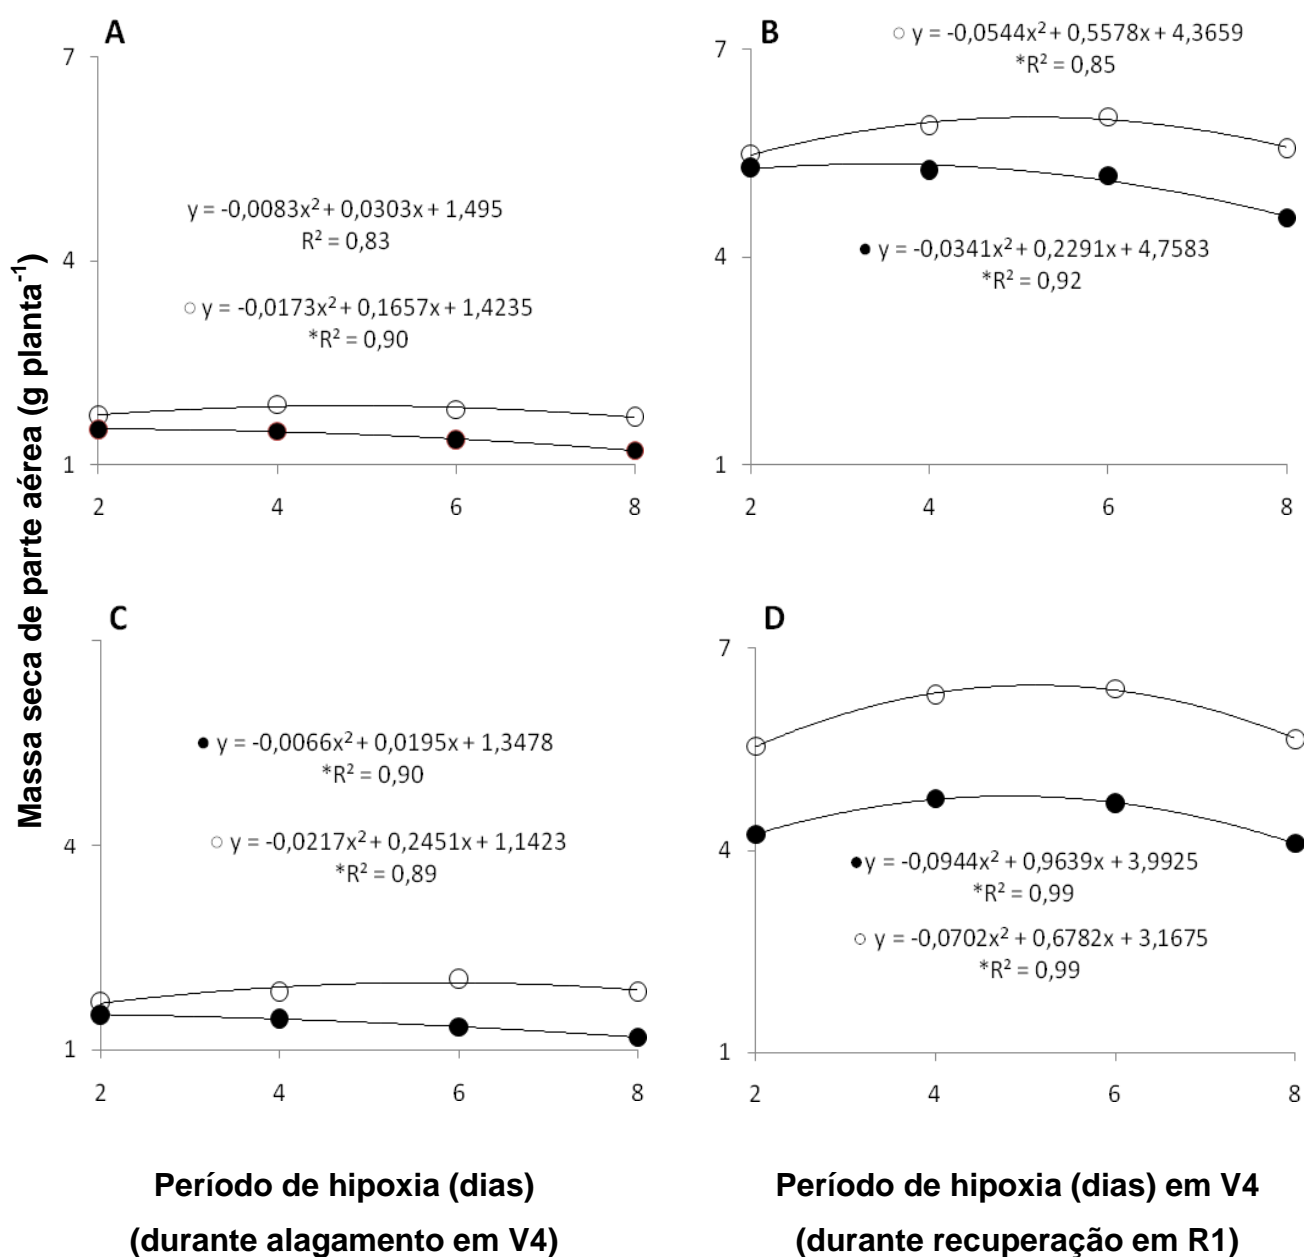 Massa seca de parte aérea (g planta⁻¹)
A
7
4
1
y = -0,0083x² + 0,0303x + 1,495
R² = 0,83
y = -0,0173x² + 0,1657x + 1,4235
*R² = 0,90
2 4 6 8
B
y = -0,0544x² + 0,5578x + 4,3659
*R² = 0,85
7
4
1
y = -0,0341x² + 0,2291x + 4,7583
*R² = 0,92
2 4 6 8
C
y = -0,0066x² + 0,0195x + 1,3478
*R² = 0,90
4
y = -0,0217x² + 0,2451x + 1,1423
*R² = 0,89
1
2 4 6 8
D
7
4
y = -0,0944x² + 0,9639x + 3,9925
*R² = 0,99
y = -0,0702x² + 0,6782x + 3,1675
*R² = 0,99
1
2 4 6 8
Período de hipoxia (dias)
(durante alagamento em V4)
Período de hipoxia (dias) em V4
(durante recuperação em R1)